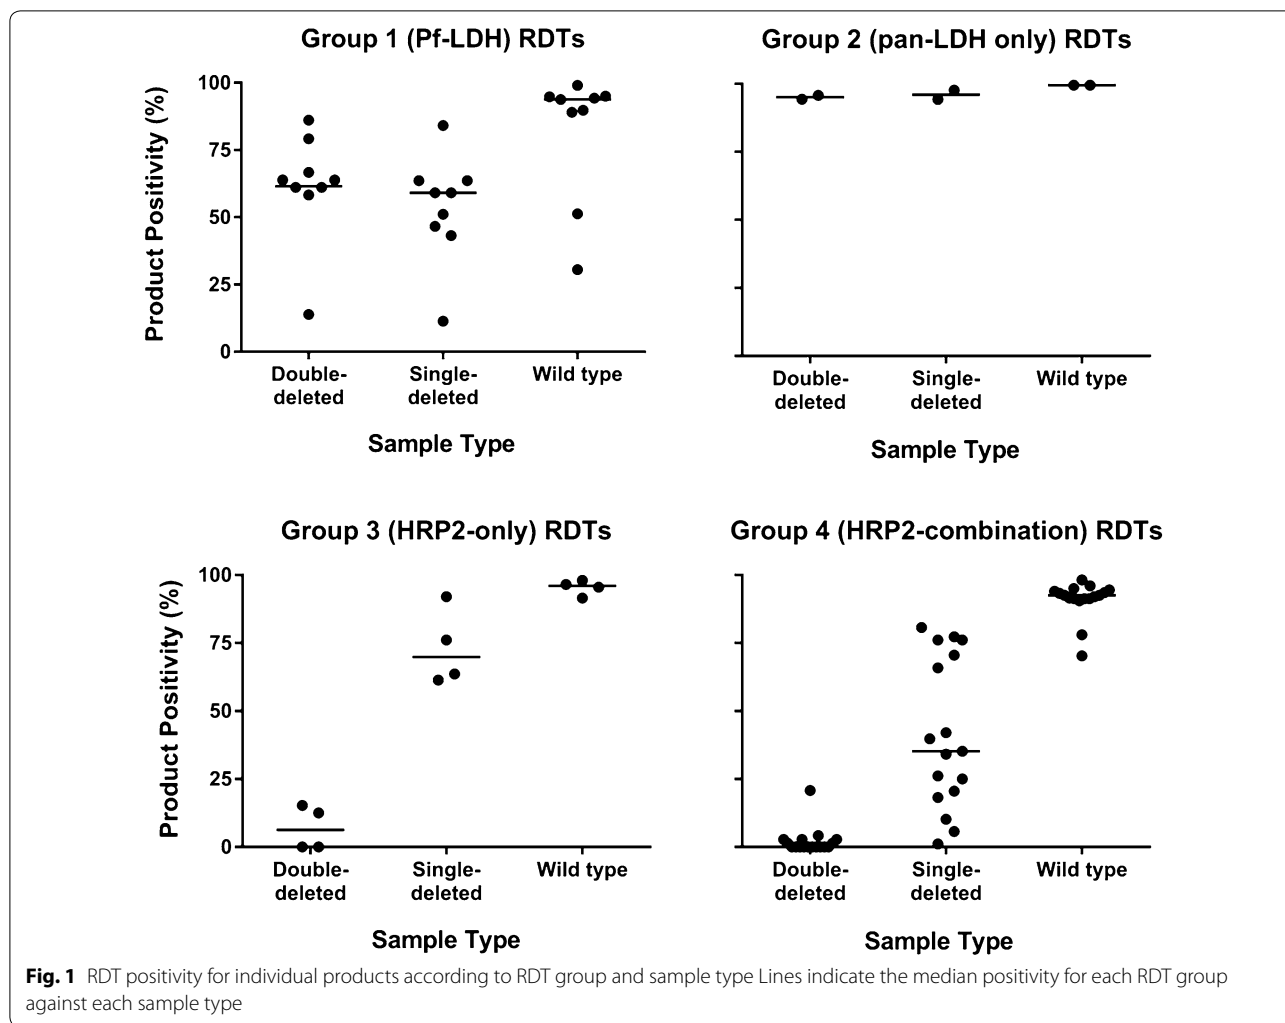 Group 1 (Pf-LDH) RDTs
Product Positivity (%)
100
75
50
25
0
Double-
deleted
Single-
deleted
Wild type
Sample Type
Group 2 (pan-LDH only) RDTs
Double-
deleted
Single-
deleted
Wild type
Sample Type
Group 3 (HRP2-only) RDTs
Product Positivity (%)
100
75
50
25
0
Double-
deleted
Single-
deleted
Wild type
Sample Type
Group 4 (HRP2-combination) RDTs
Double-
deleted
Single-
deleted
Wild type
Sample Type
Fig. 1 RDT positivity for individual products according to RDT group and sample type Lines indicate the median positivity for each RDT group
against each sample type